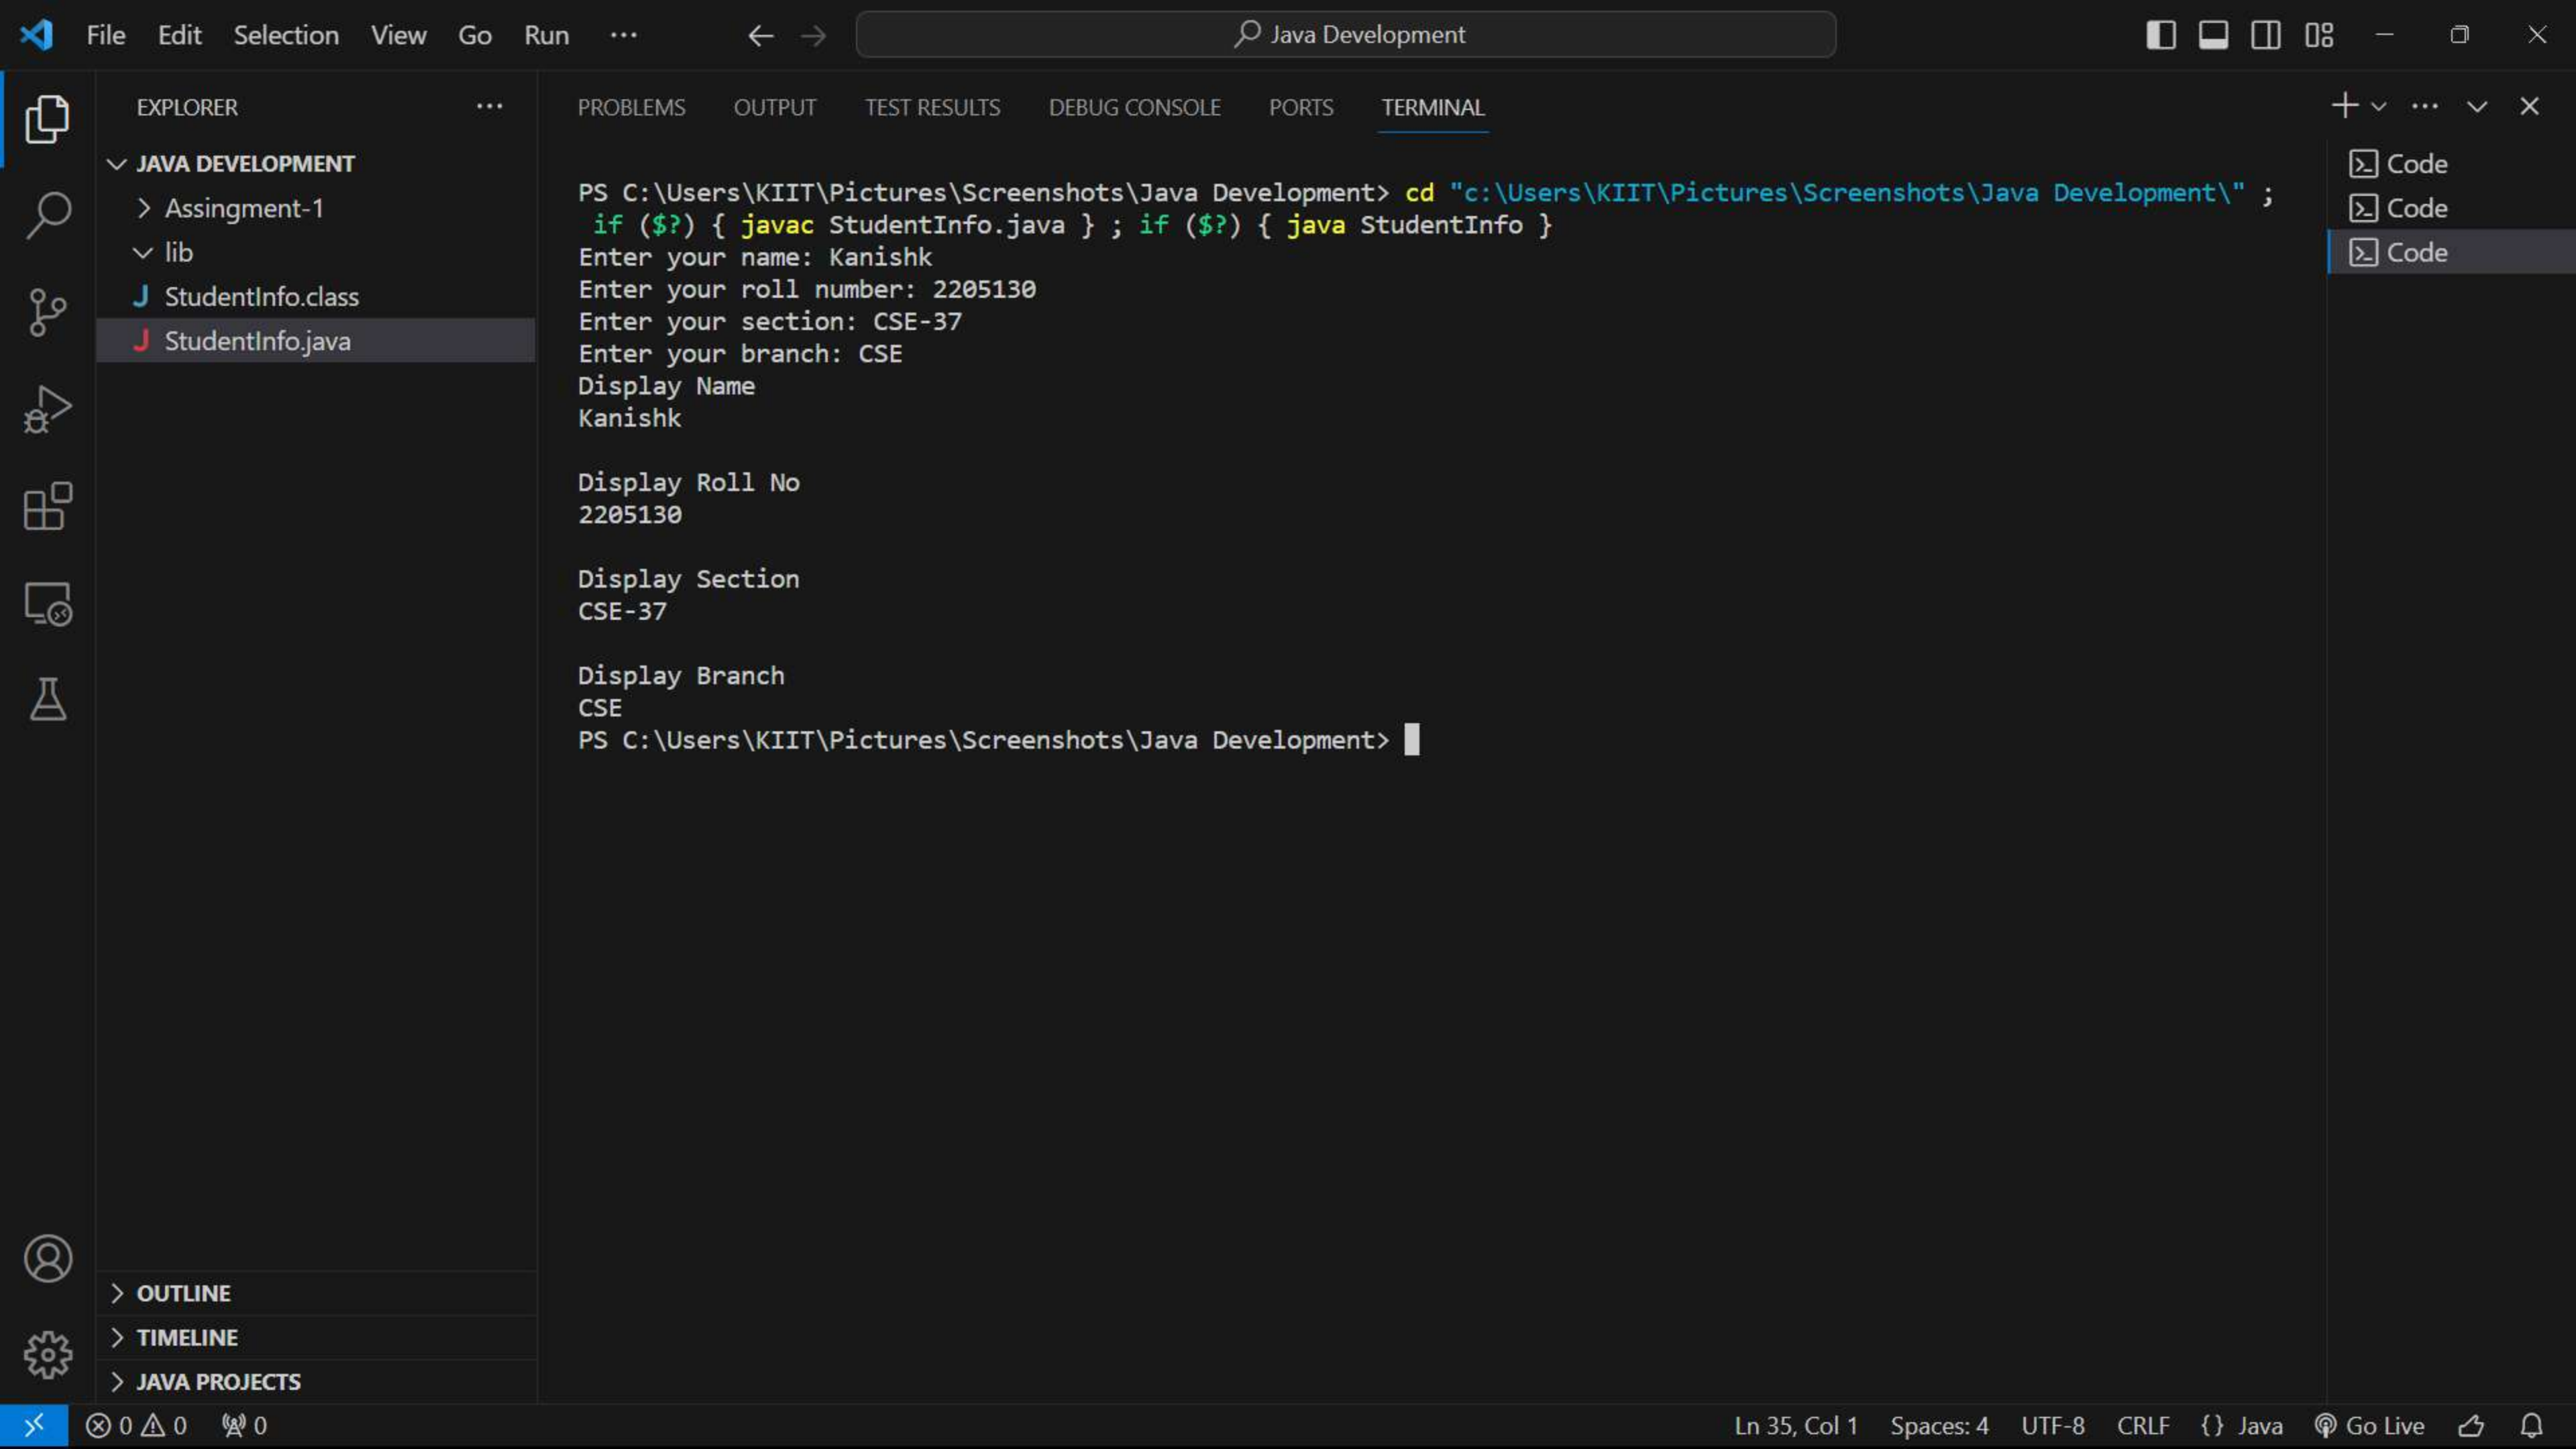 File Edit Selection View Go Run ···
Java Development
EXPLORER
JAVA DEVELOPMENT
Assingment-1
lib
StudentInfo.class
StudentInfo.java
OUTLINE
TIMELINE
JAVA PROJECTS
PROBLEMS OUTPUT TEST RESULTS DEBUG CONSOLE PORTS TERMINAL
PS C:\Users\KIIT\Pictures\Screenshots\Java Development> cd "c:\Users\KIIT\Pictures\Screenshots\Java Development\" ;
if ($?) { javac StudentInfo.java } ; if ($?) { java StudentInfo }
Enter your name: Kanishk
Enter your roll number: 2205130
Enter your section: CSE-37
Enter your branch: CSE
Display Name
Kanishk
Display Roll No
2205130
Display Section
CSE-37
Display Branch
CSE
PS C:\Users\KIIT\Pictures\Screenshots\Java Development>
Code
Code
Code
0 0 0
Ln 35, Col 1 Spaces: 4 UTF-8 CRLF {} Java Go Live